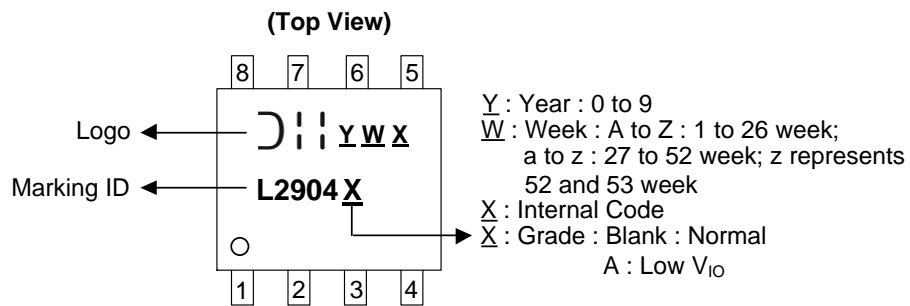 (Top View)
8 7 6 5
Logo
Y W X
Marking ID
L2904 X
1 2 3 4
Y : Year : 0 to 9
W : Week : A to Z : 1 to 26 week;
a to z : 27 to 52 week; z represents
52 and 53 week
X : Internal Code
X : Grade : Blank : Normal
A : Low VIO